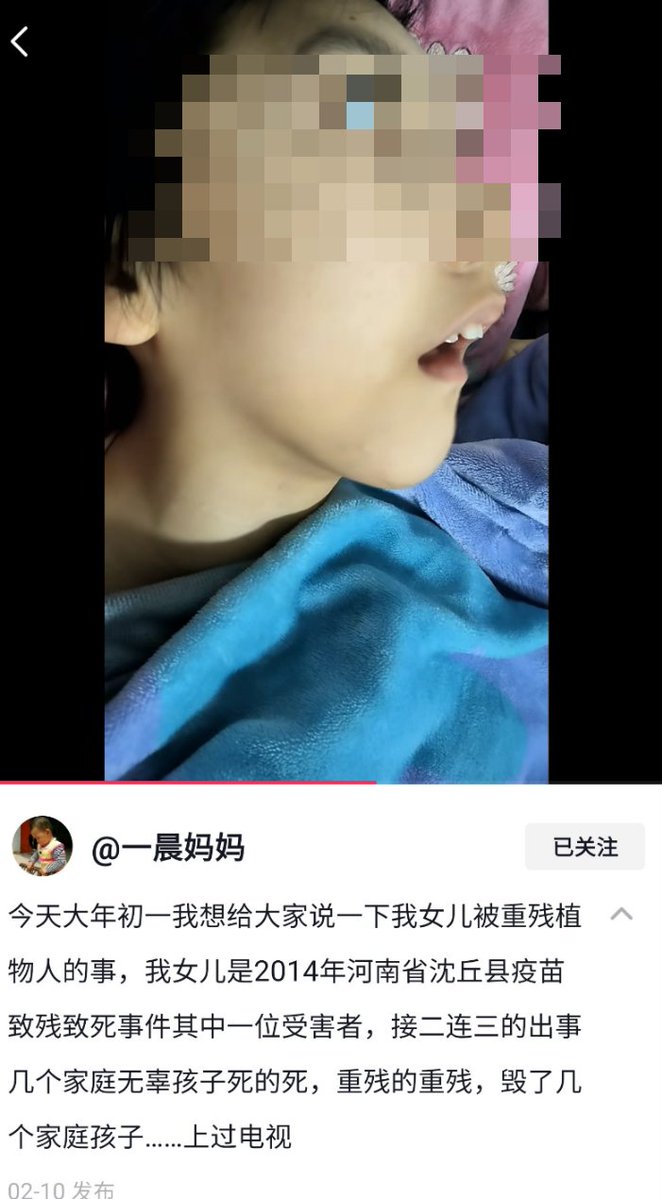 @一晨妈妈
已关注
今天大年初一我想给大家说一下我女儿被重残植
物人的事，我女儿是2014年河南省沈丘县疫苗
致残致死事件其中一位受害者，接二连三的出事
几个家庭无辜孩子死的死，重残的重残，毁了几
个家庭孩子……上过电视
02-10 发布